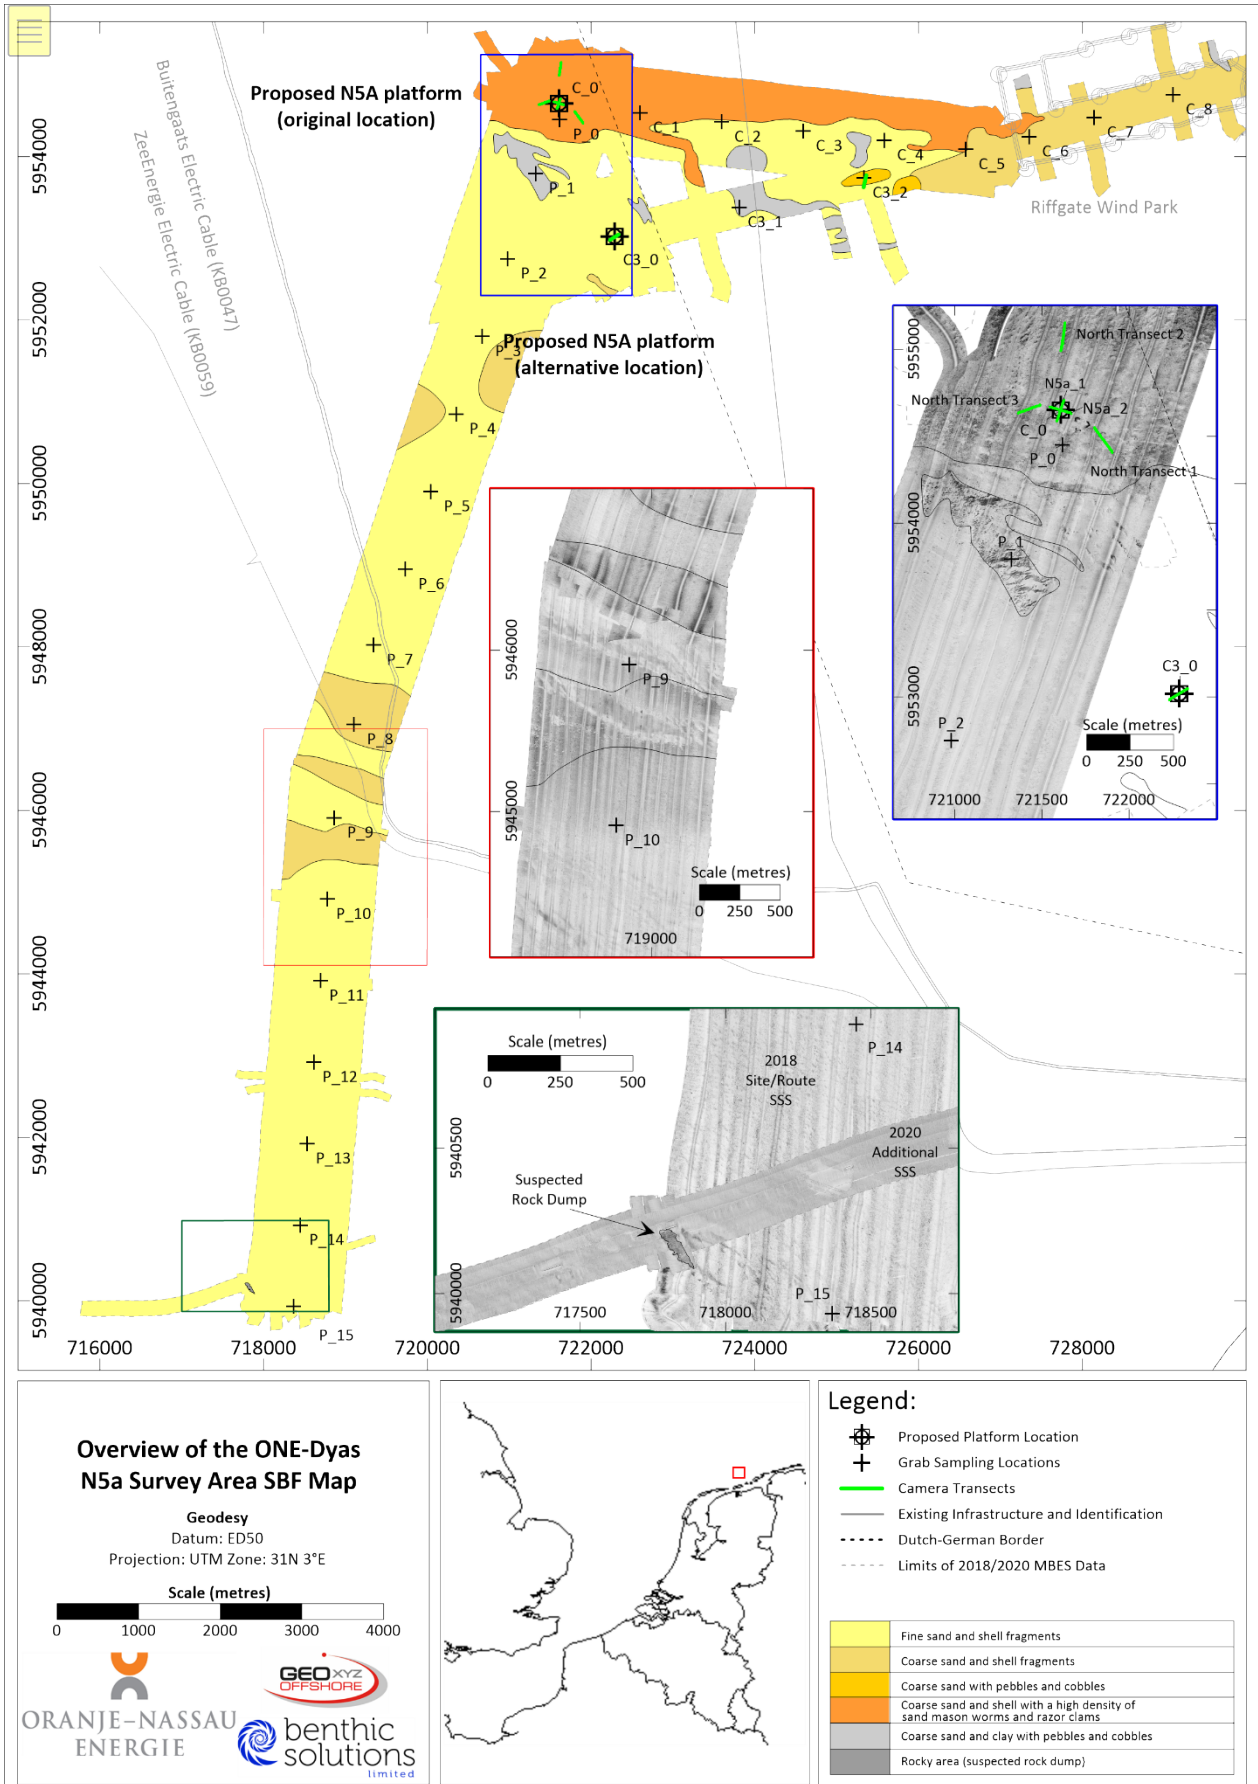 Buitengaats Electric Cable (KB0047)
ZeeEnergie Electric Cable (KB0059)
Proposed N5A platform
(original location)
C_0
P_0
C_1
C_2
C_3
C_4
C_5
C_6
C_7
C_8
P_1
C3_1
C3_2
C3_0
Riffgate Wind Park
P_2
P_3
Proposed N5A platform
(alternative location)
P_4
P_5
P_6
P_7
P_8
P_9
P_10
P_11
P_12
P_13
P_14
P_15
5954000
5952000
5950000
5948000
5946000
5944000
5942000
5940000
716000
718000
720000
722000
724000
726000
728000
North Transect 2
N5a_1
North Transect 3
N5a_2
C_0
P_0
North Transect 1
P_1
C3_0
P_2
Scale (metres)
0 250 500
5955000
5954000
5953000
721000
721500
722000
P_9
P_10
Scale (metres)
0 250 500
5946000
5945000
719000
Scale (metres)
0 250 500
2018
Site/Route
SSS
P_14
2020
Additional
SSS
Suspected
Rock Dump
P_15
5940500
5940000
717500
718000
718500
Overview of the ONE-Dyas
N5a Survey Area SBF Map
Geodesy
Datum: ED50
Projection: UTM Zone: 31N 3°E
Scale (metres)
0 1000 2000 3000 4000
ORANJE-NASSAU
ENERGIE
GEO XYZ
OFFSHORE
benthic
solutions
limited
Legend:
Proposed Platform Location
Grab Sampling Locations
Camera Transects
Existing Infrastructure and Identification
Dutch-German Border
Limits of 2018/2020 MBES Data
Fine sand and shell fragments
Coarse sand and shell fragments
Coarse sand with pebbles and cobbles
Coarse sand and shell with a high density of
sand mason worms and razor clams
Coarse sand and clay with pebbles and cobbles
Rocky area (suspected rock dump)